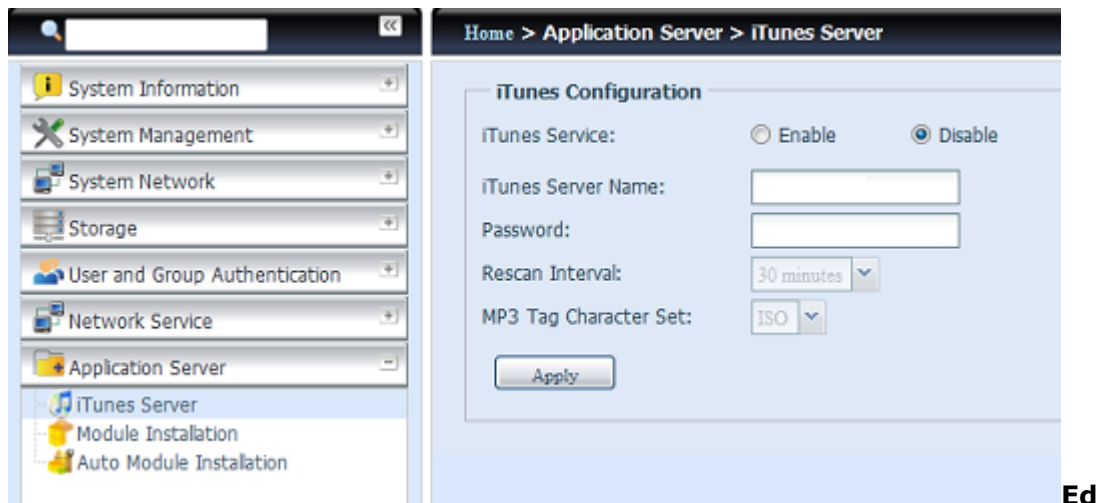 Home > Application Server > iTunes Server
System Information
System Management
System Network
Storage
User and Group Authentication
Network Service
Application Server
iTunes Server
Module Installation
Auto Module Installation
iTunes Configuration
iTunes Service: Enable Disable
iTunes Server Name:
Password:
Rescan Interval: 30 minutes
MP3 Tag Character Set: ISO
Apply
Ed